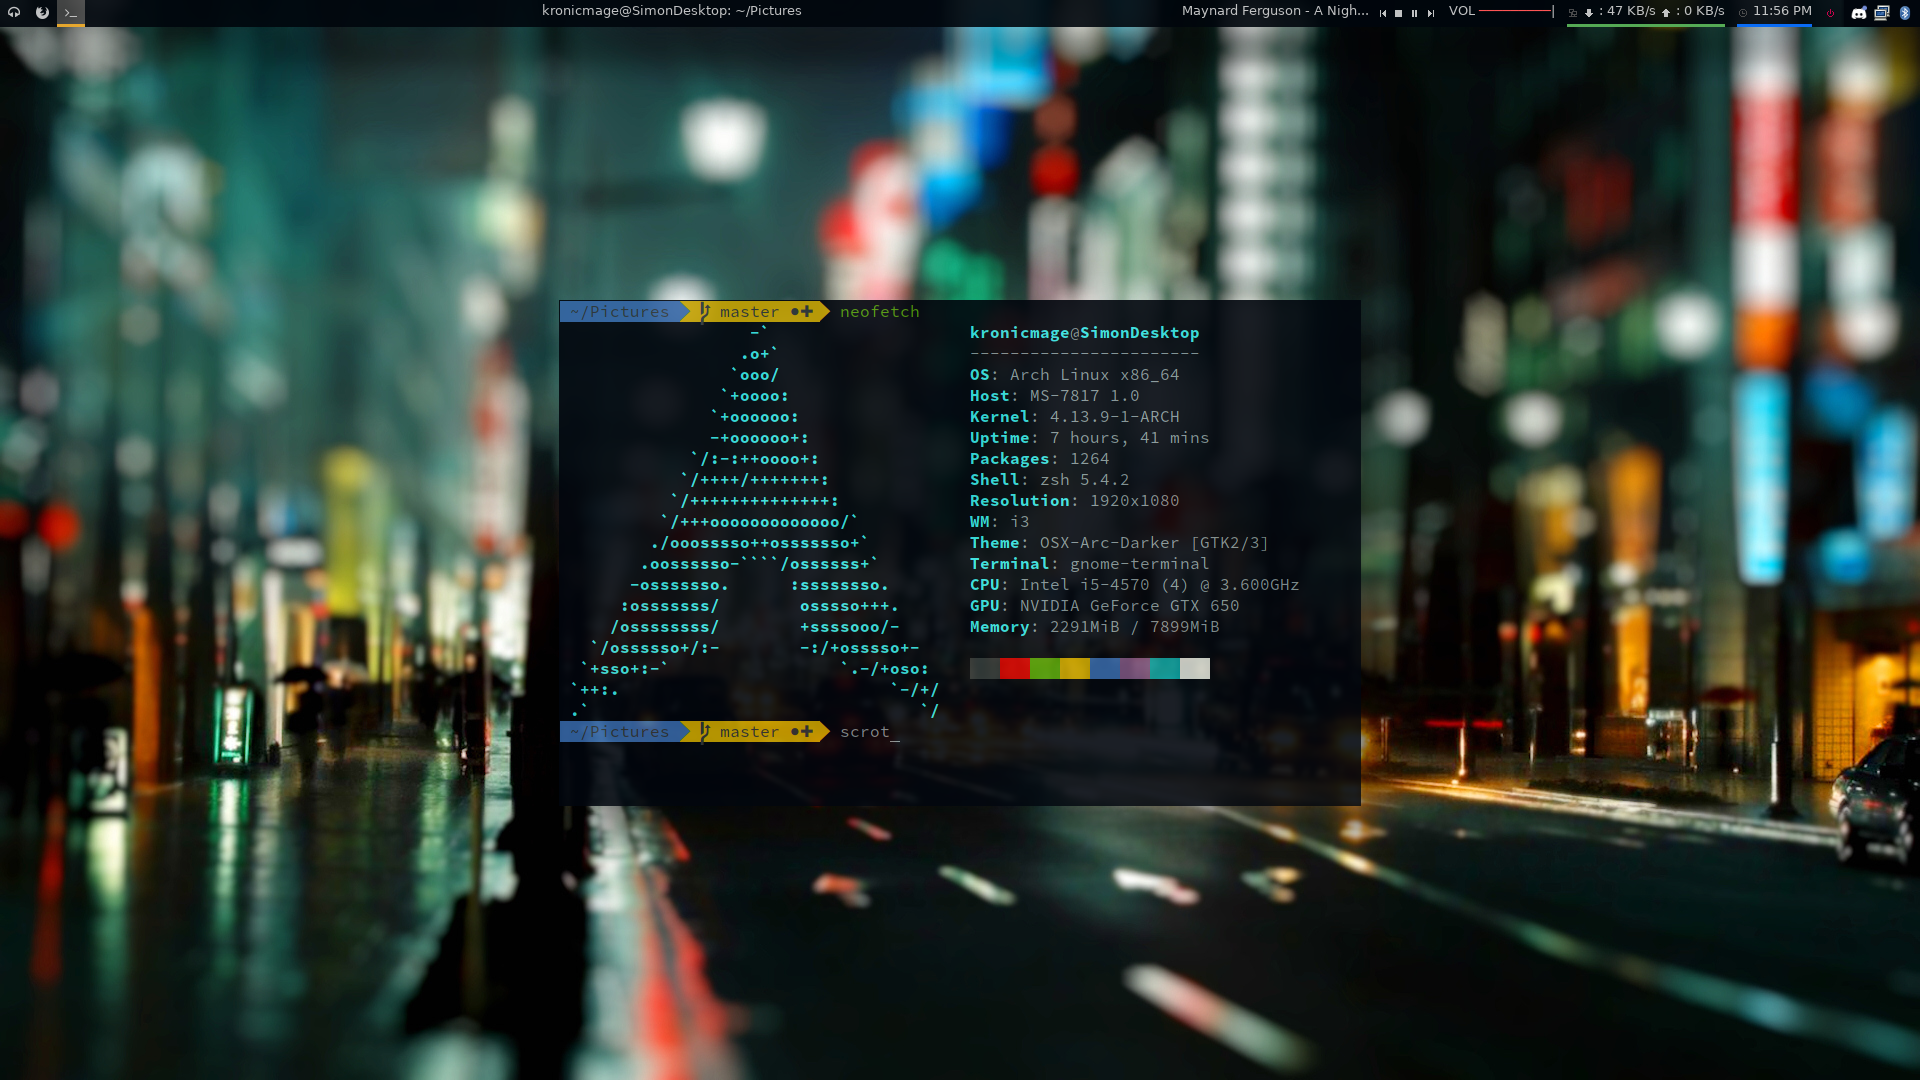 kronicmage@SimonDesktop: ~/Pictures
Maynard Ferguson - A Nigh...
VOL
: 47 KB/s : 0 KB/s
11:56 PM
~/Pictures master ●✚ neofetch
-`
.o+`
`ooo/
`+oooo:
`+oooooo:
-+oooooo+:
`/:-:++oooo+:
`/++++/+++++++:
`/++++++++++++++:
`/+++ooooooooooooo/`
./ooosssso++osssssso+`
.oossssso-````/ossssss+`
-osssssso. :ssssssso.
:osssssss/ osssso+++.
/ossssssss/ +ssssooo/-
`/ossssso+/:- -:/+osssso+-
`+sso+:-` `.-/+oso:
`++:. `-/+/
.` `/
kronicmage@SimonDesktop
-----------------------
OS: Arch Linux x86_64
Host: MS-7817 1.0
Kernel: 4.13.9-1-ARCH
Uptime: 7 hours, 41 mins
Packages: 1264
Shell: zsh 5.4.2
Resolution: 1920x1080
WM: i3
Theme: OSX-Arc-Darker [GTK2/3]
Terminal: gnome-terminal
CPU: Intel i5-4570 (4) @ 3.600GHz
GPU: NVIDIA GeForce GTX 650
Memory: 2291MiB / 7899MiB
~/Pictures master ●✚ scrot_